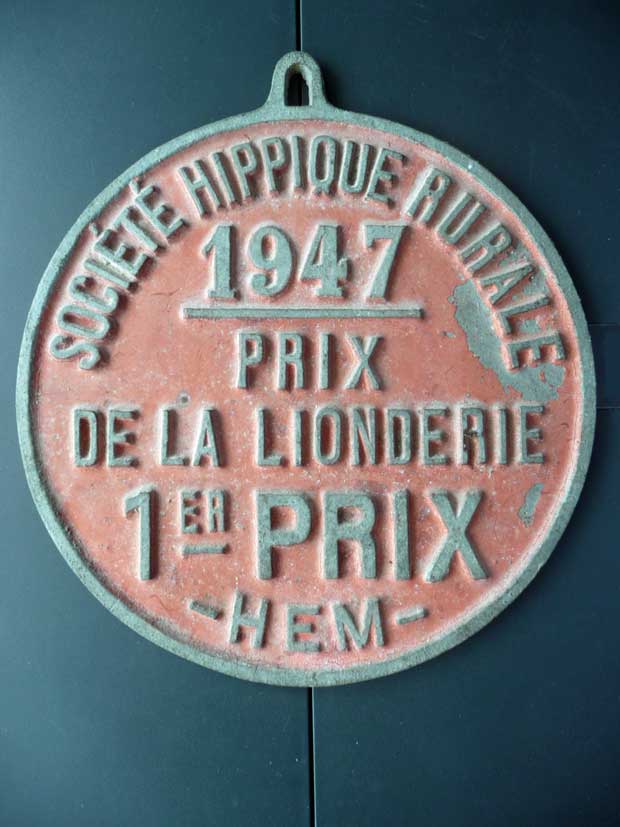 SOCIÉTÉ HIPPIQUE RURALE
1947
PRIX
DE LA LIONDERIE
1ER PRIX
-HEM-